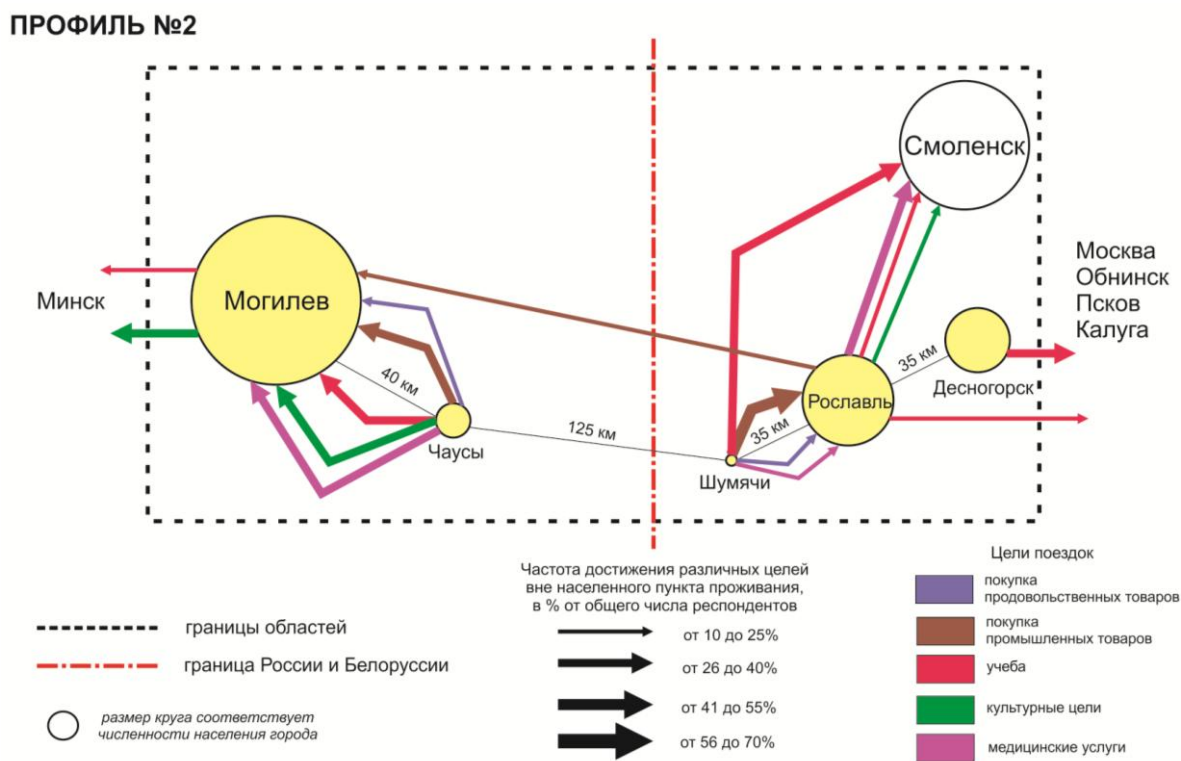 ПРОФИЛЬ №2
Смоленск
Москва
Обнинск
Псков
Калуга
Минск
Могилев
40 км
Чаусы
125 км
Шумячи
35 км
Рославль
35 км
Десногорск
границы областей
граница России и Белоруссии
размер круга соответствует
численности населения города
Частота достижения различных целей
вне населенного пункта проживания,
в % от общего числа респондентов
от 10 до 25%
от 26 до 40%
от 41 до 55%
от 56 до 70%
Цели поездок
покупка
продовольственных товаров
покупка
промышленных товаров
учеба
культурные цели
медицинские услуги